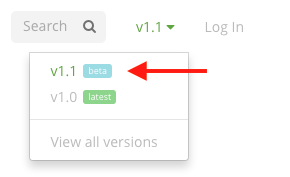 Search v1.1 Log In
v1.1 beta
v1.0 latest
View all versions